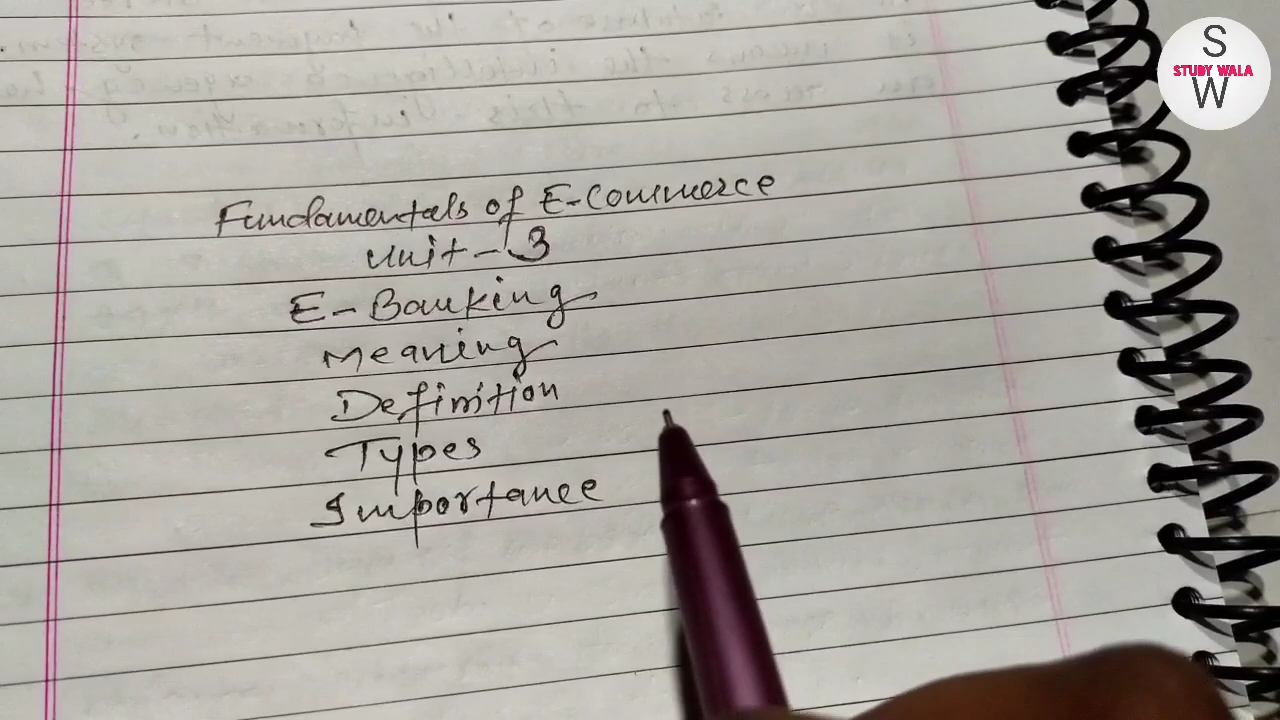 S
STUDY WALA
W
Fundamentals of E-Commerce
Unit - 3
E-Banking
Meaning
Definition
Types
Importance